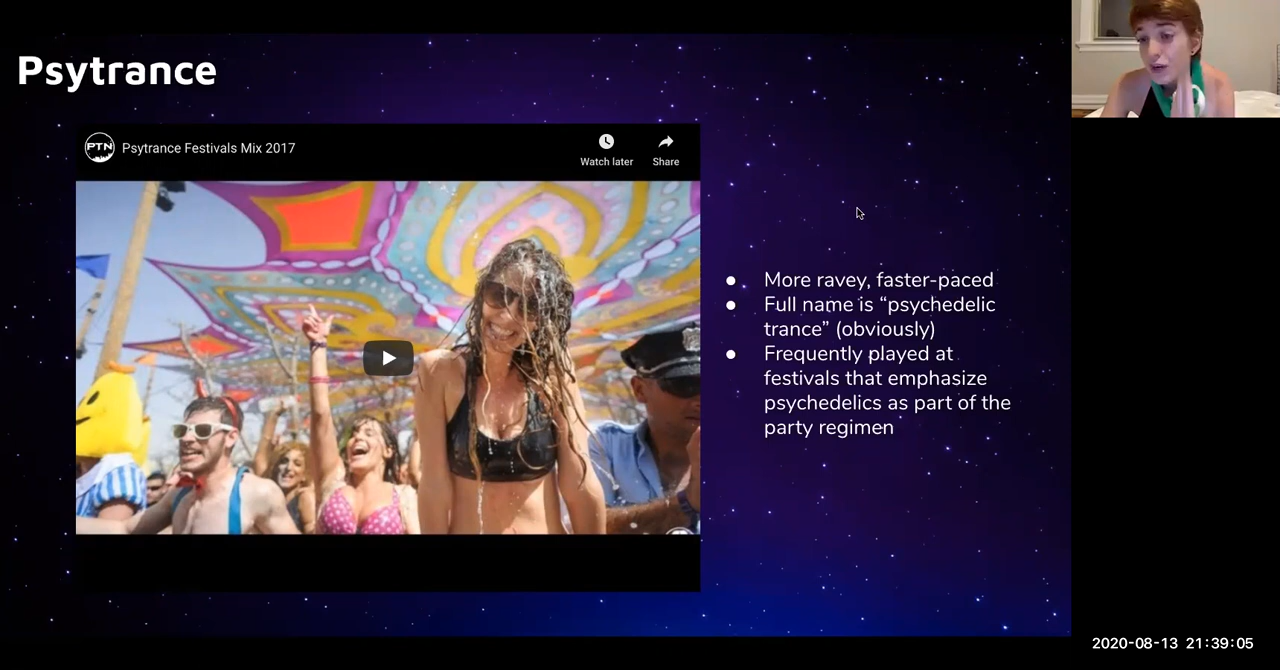 Psytrance
PTN
Psytrance Festivals Mix 2017
Watch later
Share
● More ravey, faster-paced
● Full name is “psychedelic
trance” (obviously)
● Frequently played at
festivals that emphasize
psychedelics as part of the
party regimen
2020-08-13 21:39:05